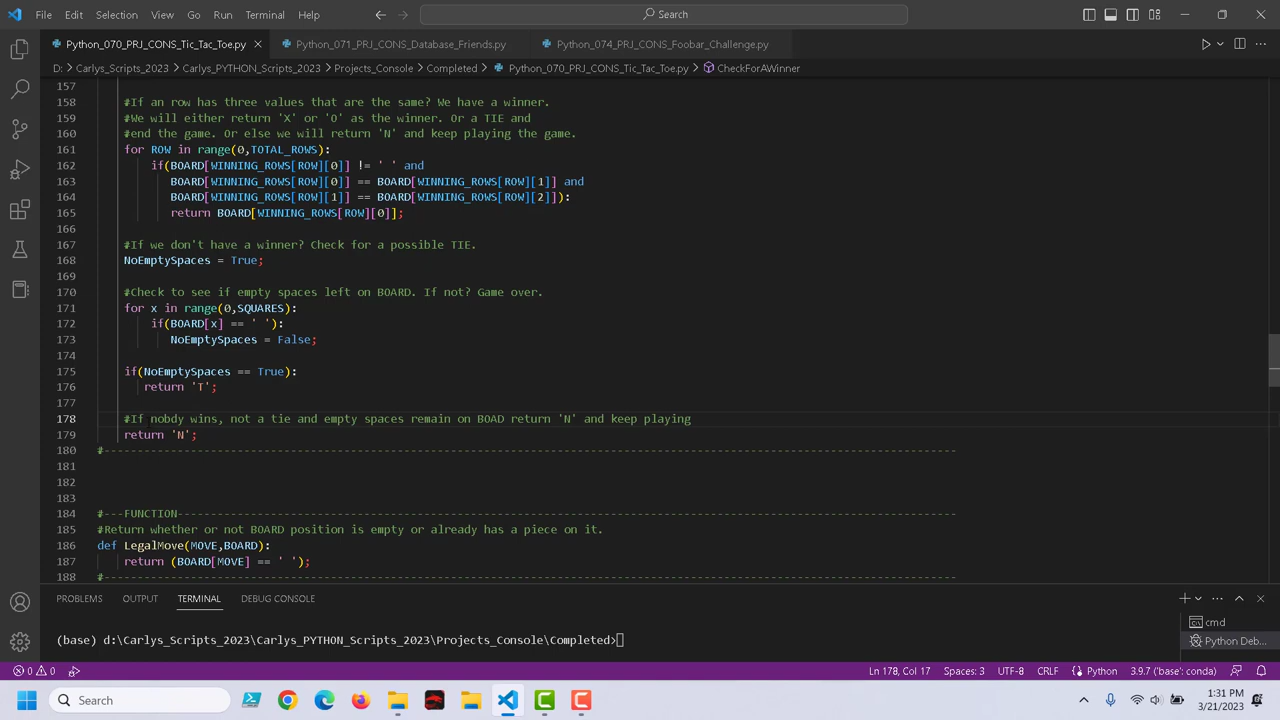 File Edit Selection View Go Run Terminal Help
Search
Python_070_PRJ_CONS_Tic_Tac_Toe.py Python_071_PRJ_CONS_Database_Friends.py Python_074_PRJ_CONS_Foobar_Challenge.py
D: > Carlys_Scripts_2023 > Carlys_PYTHON_Scripts_2023 > Projects_Console > Completed > Python_070_PRJ_CONS_Tic_Tac_Toe.py > CheckForAWinner
157
158 #If an row has three values that are the same? We have a winner.
159 #We will either return 'X' or 'O' as the winner. Or a TIE and
160 #end the game. Or else we will return 'N' and keep playing the game.
161 for ROW in range(0,TOTAL_ROWS):
162 if(BOARD[WINNING_ROWS[ROW][0]] != ' ' and
163 BOARD[WINNING_ROWS[ROW][0]] == BOARD[WINNING_ROWS[ROW][1]] and
164 BOARD[WINNING_ROWS[ROW][1]] == BOARD[WINNING_ROWS[ROW][2]]):
165 return BOARD[WINNING_ROWS[ROW][0]];
166
167 #If we don't have a winner? Check for a possible TIE.
168 NoEmptySpaces = True;
169
170 #Check to see if empty spaces left on BOARD. If not? Game over.
171 for x in range(0,SQUARES):
172 if(BOARD[x] == ' '):
173 NoEmptySpaces = False;
174
175 if(NoEmptySpaces == True):
176 return 'T';
177
178 #If nobdy wins, not a tie and empty spaces remain on BOAD return 'N' and keep playing
179 return 'N';
180 #--------------------------------------------------------------------------------------------------------------------------------
181
182
183
184 #---FUNCTION---------------------------------------------------------------------------------------------------------------------
185 #Return whether or not BOARD position is empty or already has a piece on it.
186 def LegalMove(MOVE,BOARD):
187 return (BOARD[MOVE] == ' ');
188 #--------------------------------------------------------------------------------------------------------------------------------
PROBLEMS OUTPUT TERMINAL DEBUG CONSOLE
cmd
(base) d:\Carlys_Scripts_2023\Carlys_PYTHON_Scripts_2023\Projects_Console\Completed>
Python Deb...
0 0 Ln 178, Col 17 Spaces: 3 UTF-8 CRLF Python 3.9.7 ('base': conda)
Search
1:31 PM
3/21/2023